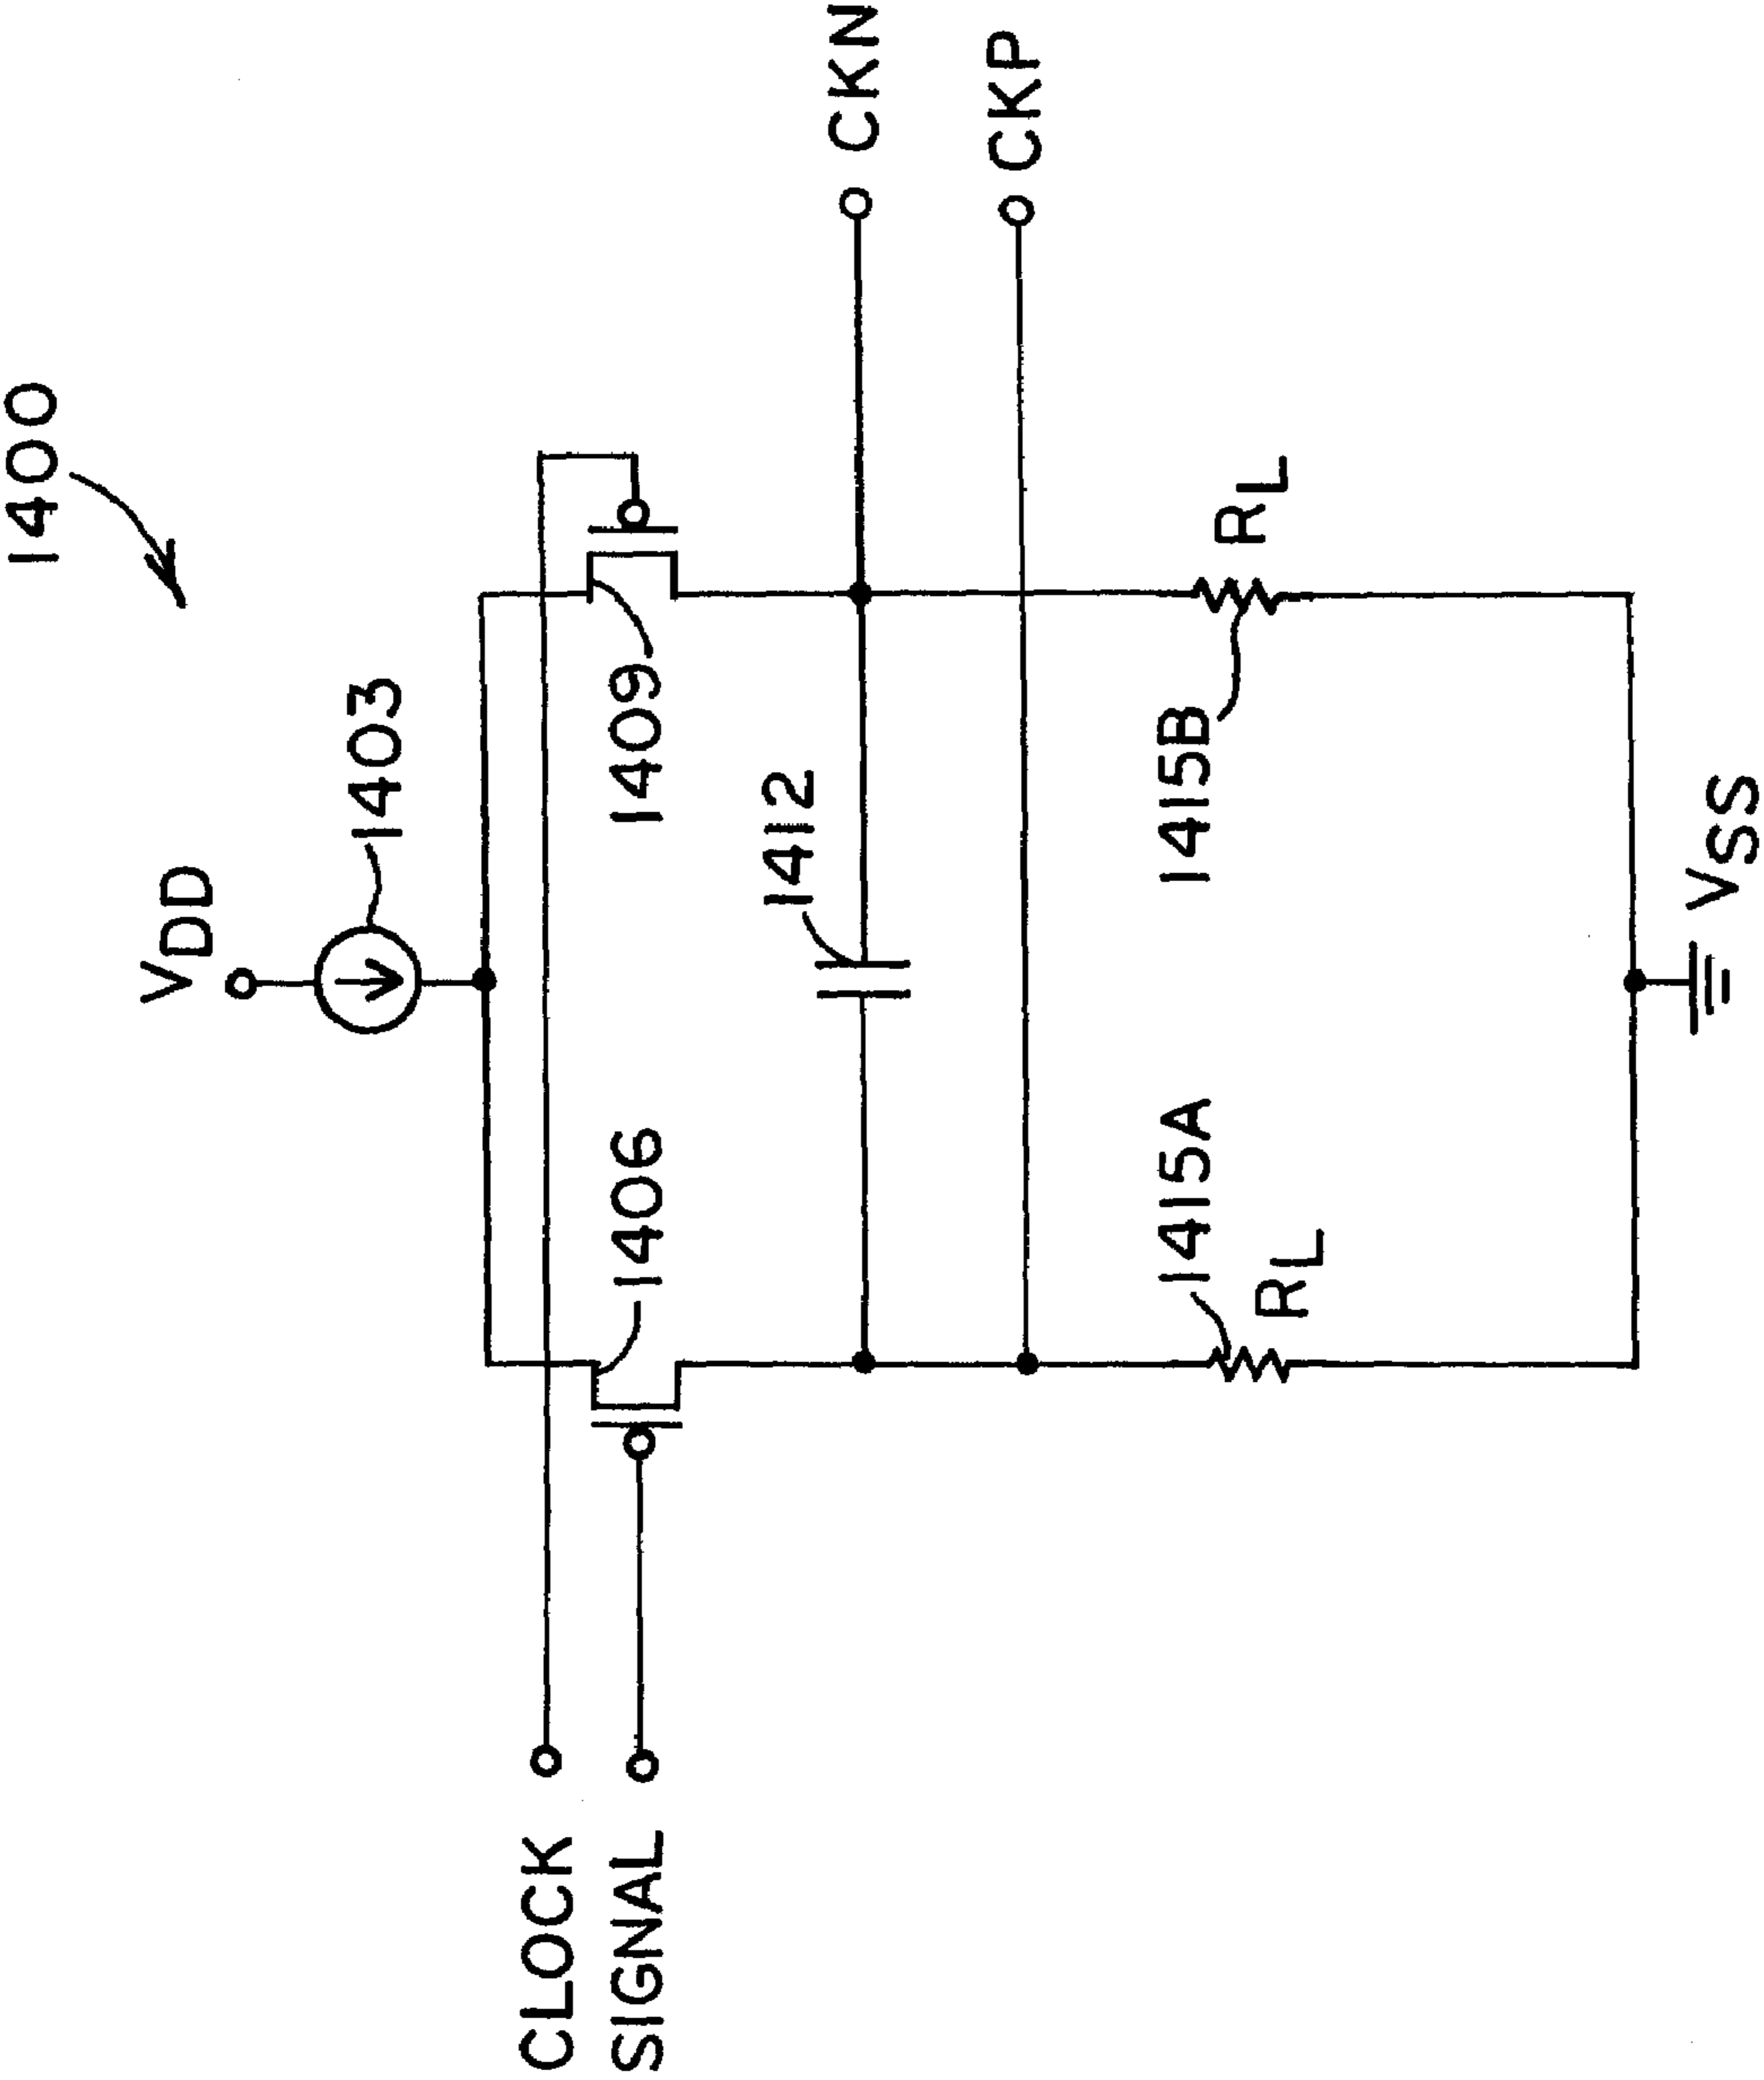 1400
VDD
1403
1406
1409
1412
CKN
CKP
CLOCK
SIGNAL
1415A
RL
1415B
RL
VSS